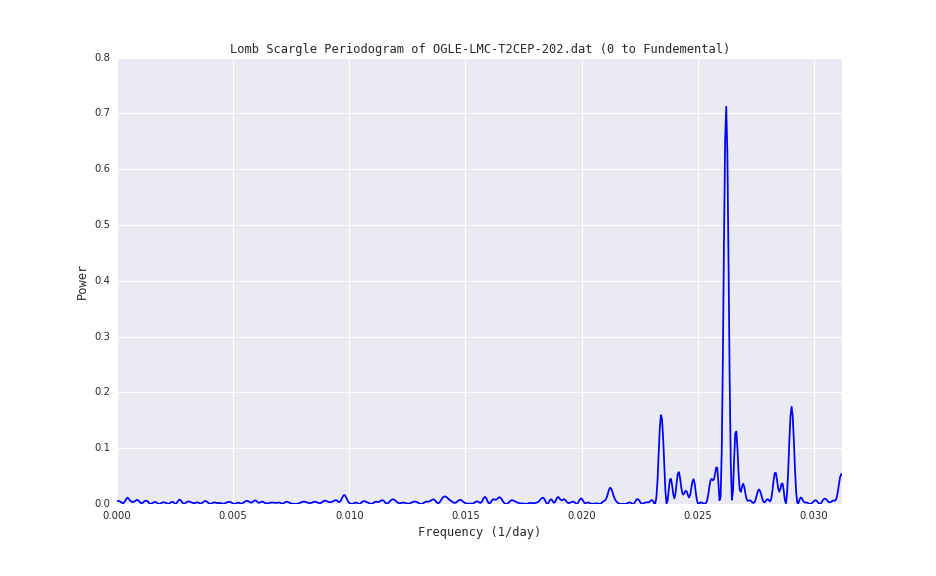 Lomb Scargle Periodogram of OGLE-LMC-T2CEP-202.dat (0 to Fundemental)
0.8
0.7
0.6
0.5
0.4
0.3
0.2
0.1
0.0
Power
0.000 0.005 0.010 0.015 0.020 0.025 0.030
Frequency (1/day)